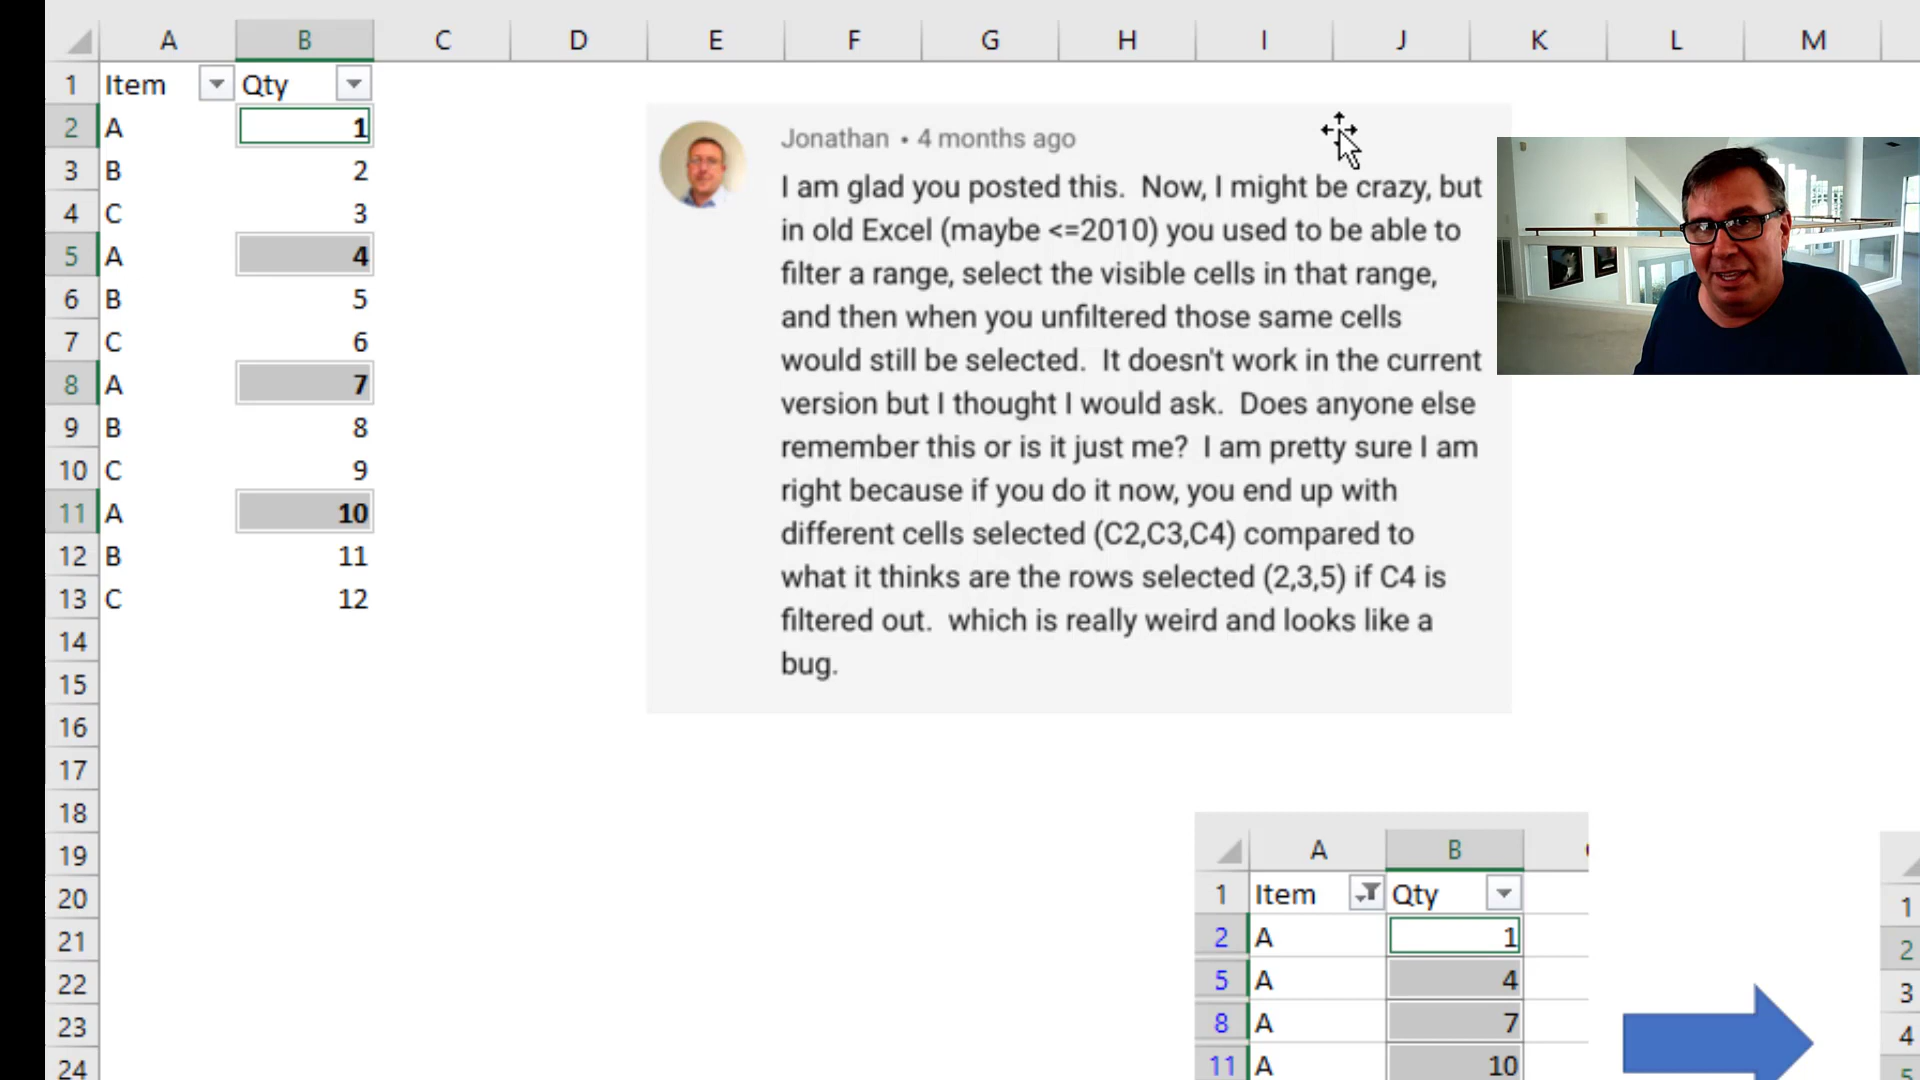 A B C D E F G H I J K L M
1 Item Qty
2 A 1
3 B 2
4 C 3
5 A 4
6 B 5
7 C 6
8 A 7
9 B 8
10 C 9
11 A 10
12 B 11
13 C 12
14
15
16
17
18
19
20
21
22
23
24
Jonathan • 4 months ago
I am glad you posted this. Now, I might be crazy, but
in old Excel (maybe <=2010) you used to be able to
filter a range, select the visible cells in that range,
and then when you unfiltered those same cells
would still be selected. It doesn't work in the current
version but I thought I would ask. Does anyone else
remember this or is it just me? I am pretty sure I am
right because if you do it now, you end up with
different cells selected (C2,C3,C4) compared to
what it thinks are the rows selected (2,3,5) if C4 is
filtered out. which is really weird and looks like a
bug.
A B
1 Item Qty
2 A 1
5 A 4
8 A 7
11 A 10
1
2
3
4
5